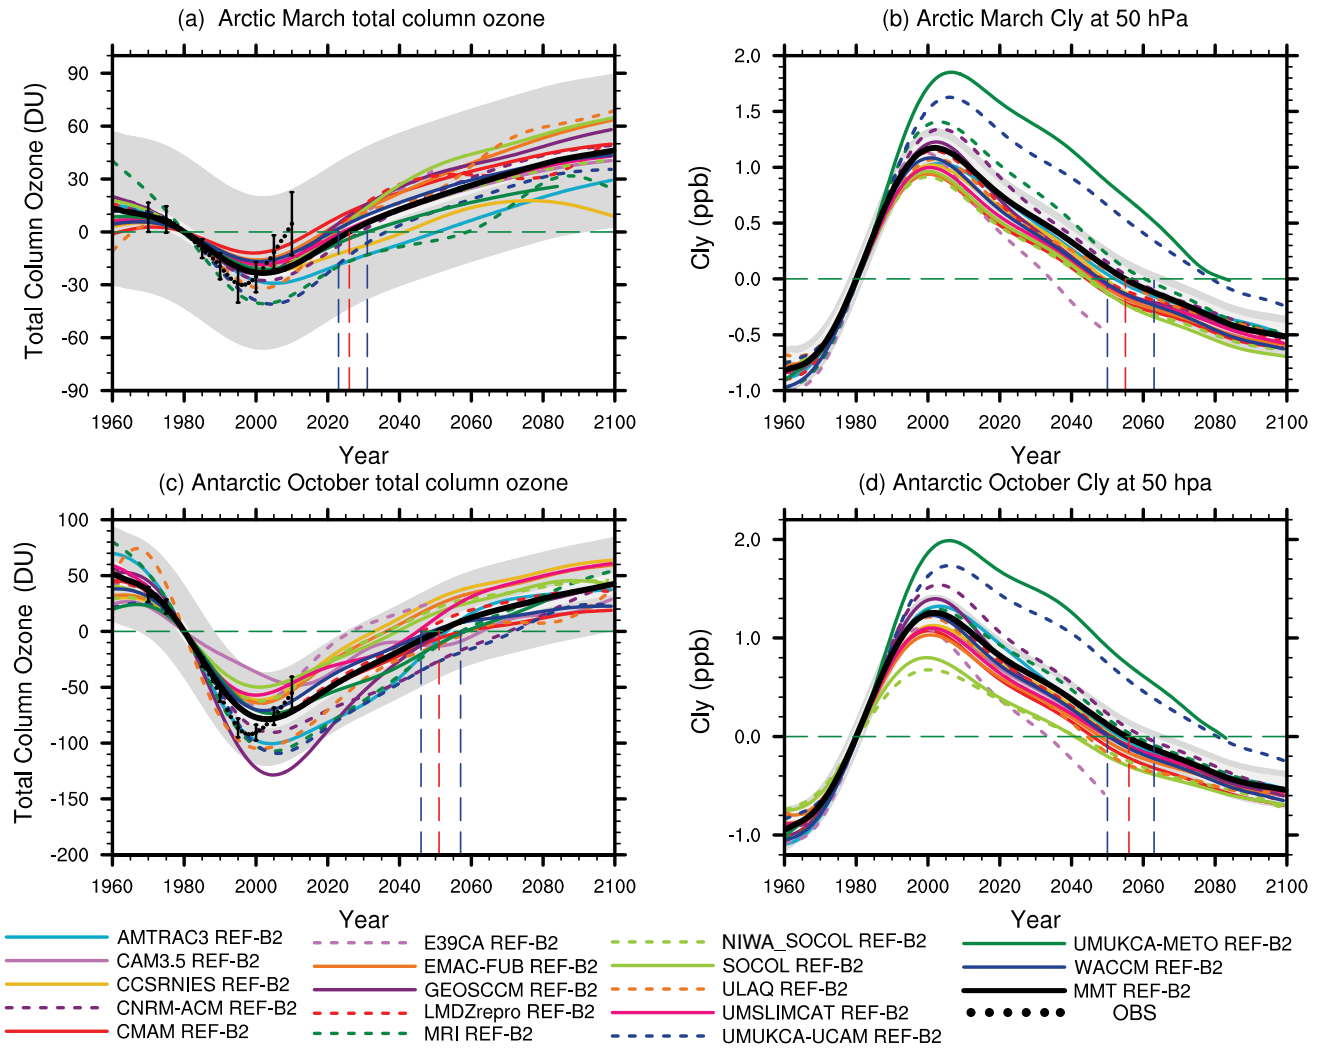 (a) Arctic March total column ozone
(b) Arctic March Cly at 50 hPa
Total Column Ozone (DU)
90
60
30
0
-30
-60
-90
1960 1980 2000 2020 2040 2060 2080 2100
Year
Cly (ppb)
2.0
1.5
1.0
0.5
0.0
-0.5
-1.0
1960 1980 2000 2020 2040 2060 2080 2100
Year
(c) Antarctic October total column ozone
(d) Antarctic October Cly at 50 hpa
Total Column Ozone (DU)
100
50
0
-50
-100
-150
-200
1960 1980 2000 2020 2040 2060 2080 2100
Year
Cly (ppb)
2.0
1.0
0.0
-1.0
1960 1980 2000 2020 2040 2060 2080 2100
Year
AMTRAC3 REF-B2
CAM3.5 REF-B2
CCSRNIES REF-B2
CNRM-ACM REF-B2
CMAM REF-B2
E39CA REF-B2
EMAC-FUB REF-B2
GEOSCCM REF-B2
LMDZrepro REF-B2
MRI REF-B2
NIWA_SOCOL REF-B2
SOCOL REF-B2
ULAQ REF-B2
UMSLIMCAT REF-B2
UMUKCA-UCAM REF-B2
UMUKCA-METO REF-B2
WACCM REF-B2
MMT REF-B2
OBS